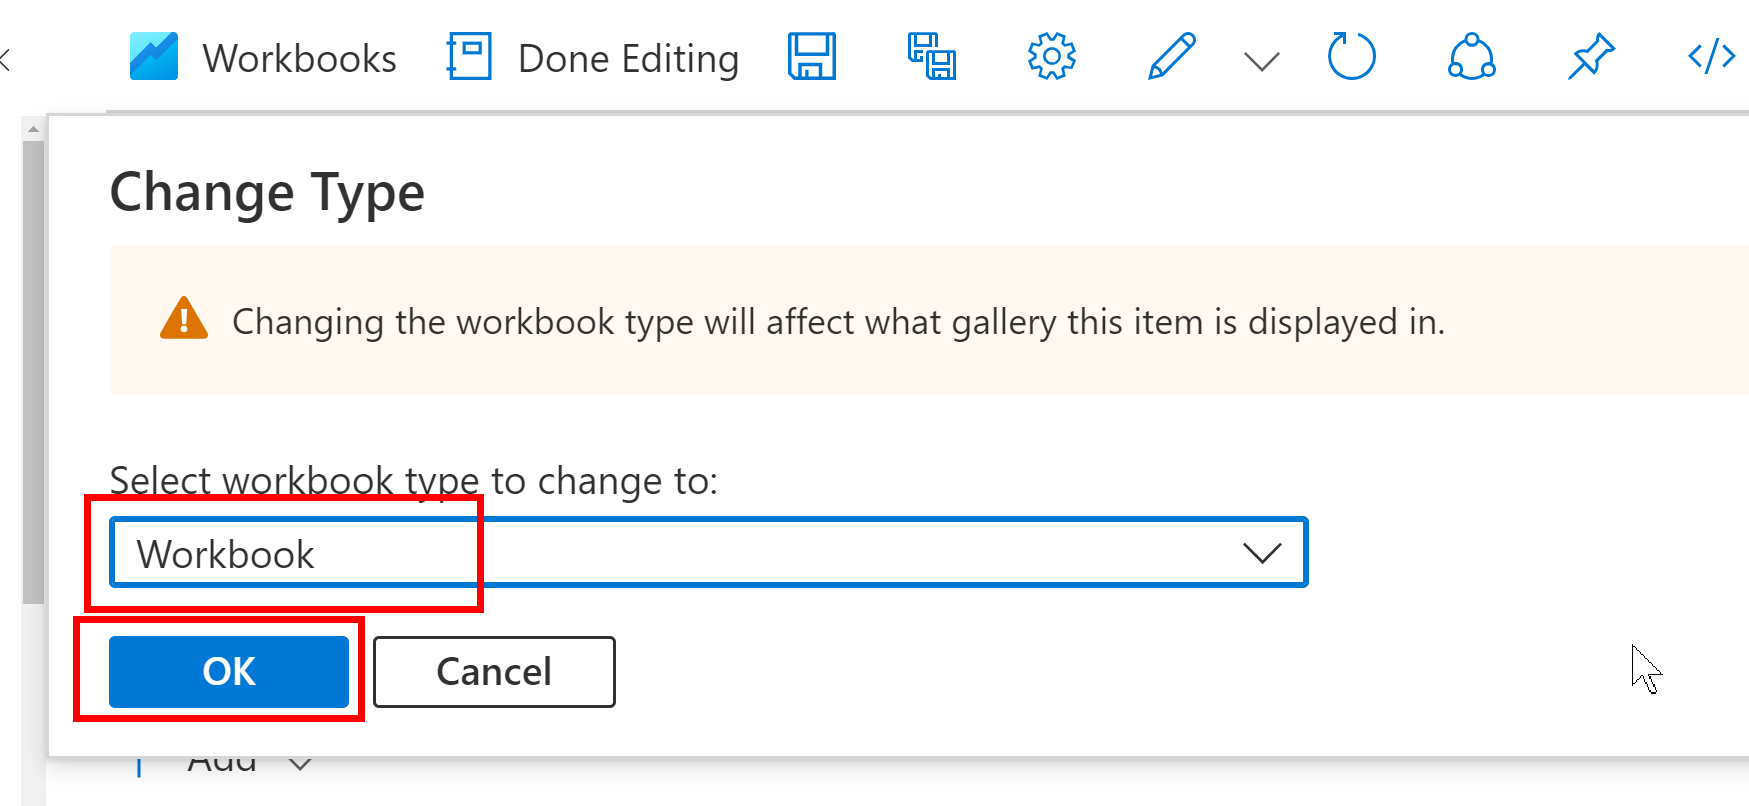 Workbooks Done Editing
Change Type
Changing the workbook type will affect what gallery this item is displayed in.
Select workbook type to change to:
Workbook
OK Cancel
Add